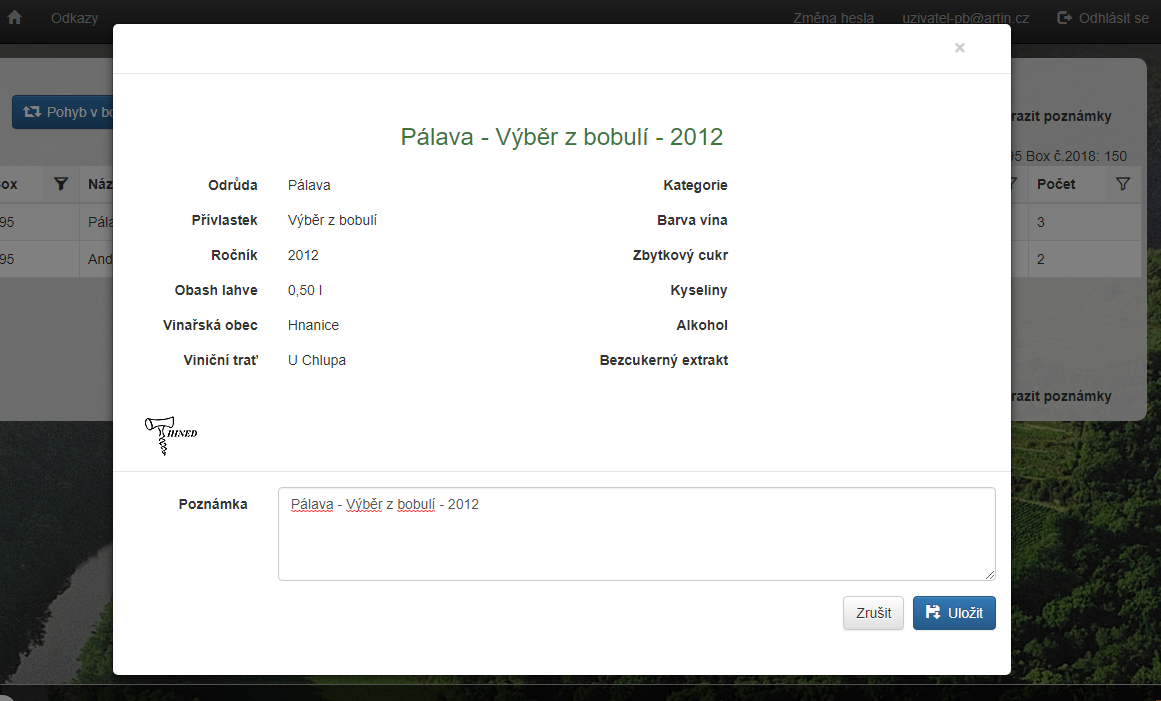 Odkazy
Změna hesla
uzivatel-pb@artin.cz
Odhlásit se
×
Pohyb v bo
razit poznámky
95 Box č.2018: 150
ox
Náz
Počet
95
Pála
3
95
And
2
razit poznámky
Pálava - Výběr z bobulí - 2012
Odrůda Pálava
Kategorie
Přívlastek Výběr z bobulí
Barva vína
Ročník 2012
Zbytkový cukr
Obash lahve 0,50 l
Kyseliny
Vinařská obec Hnanice
Alkohol
Viniční trať U Chlupa
Bezcukerný extrakt
IHNED
Poznámka
Pálava - Výběr z bobulí - 2012
Zrušit
Uložit